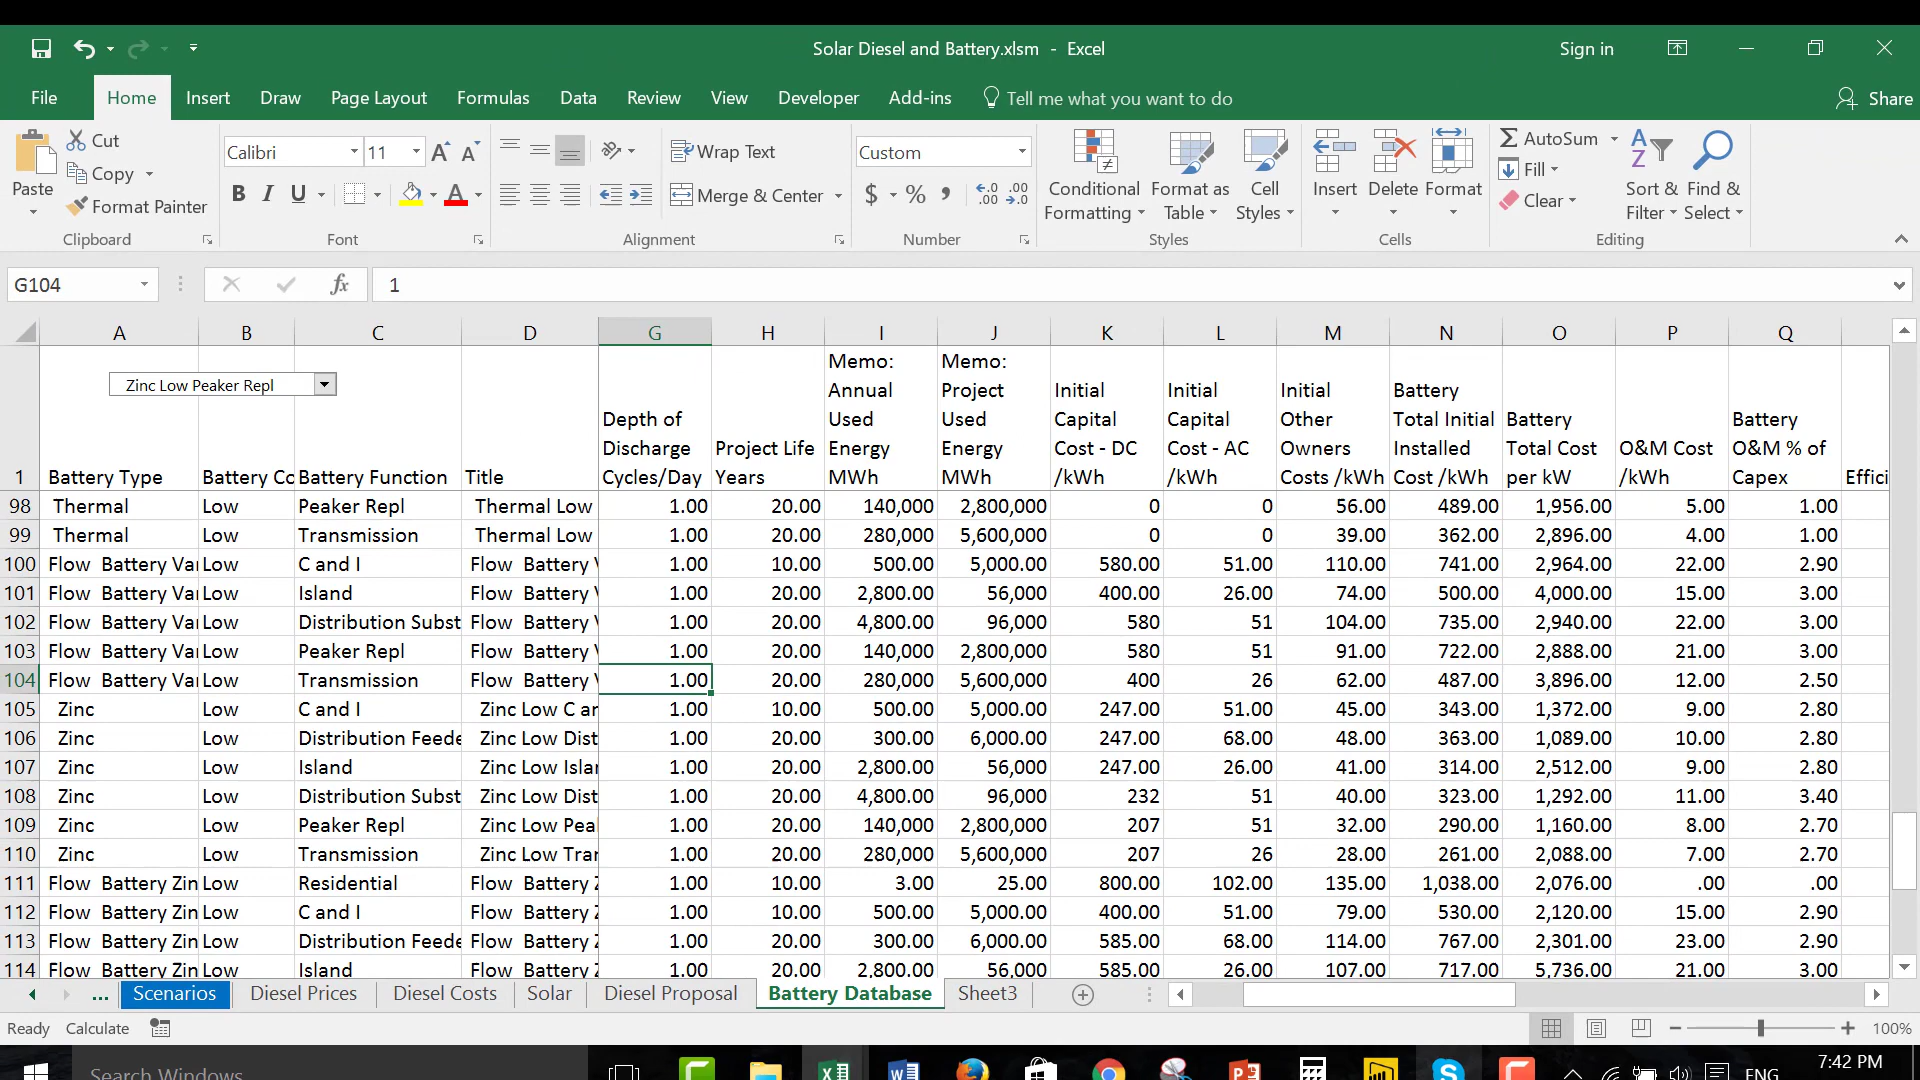 Solar Diesel and Battery.xlsm - Excel
Sign in
File Home Insert Draw Page Layout Formulas Data Review View Developer Add-ins Tell me what you want to do Share
Paste
Cut
Copy
Format Painter
Clipboard
Calibri 11
B I U
Font
Wrap Text
Merge & Center
Alignment
Custom
$ % ,
Number
Conditional Formatting
Format as Table
Cell Styles
Styles
Insert Delete Format
Cells
AutoSum
Fill
Clear
Sort & Filter
Find & Select
Editing
G104 fx 1
A B C D G H I J K L M N O P Q
Zinc Low Peaker Repl
1 Battery Type Battery Co Battery Function Title Depth of Discharge Cycles/Day Project Life Years Memo: Annual Used Energy MWh Memo: Project Used Energy MWh Initial Capital Cost - DC /kWh Initial Capital Cost - AC /kWh Initial Other Owners Costs /kWh Battery Total Initial Installed Cost /kWh Battery Total Cost per kW O&M Cost /kWh Battery O&M % of Capex Effici
98 Thermal Low Peaker Repl Thermal Low 1.00 20.00 140,000 2,800,000 0 0 56.00 489.00 1,956.00 5.00 1.00
99 Thermal Low Transmission Thermal Low 1.00 20.00 280,000 5,600,000 0 0 39.00 362.00 2,896.00 4.00 1.00
100 Flow Battery Va Low C and I Flow Battery 1.00 10.00 500.00 5,000.00 580.00 51.00 110.00 741.00 2,964.00 22.00 2.90
101 Flow Battery Va Low Island Flow Battery 1.00 20.00 2,800.00 56,000 400.00 26.00 74.00 500.00 4,000.00 15.00 3.00
102 Flow Battery Va Low Distribution Subst Flow Battery 1.00 20.00 4,800.00 96,000 580 51 104.00 735.00 2,940.00 22.00 3.00
103 Flow Battery Va Low Peaker Repl Flow Battery 1.00 20.00 140,000 2,800,000 580 51 91.00 722.00 2,888.00 21.00 3.00
104 Flow Battery Va Low Transmission Flow Battery 1.00 20.00 280,000 5,600,000 400 26 62.00 487.00 3,896.00 12.00 2.50
105 Zinc Low C and I Zinc Low C ar 1.00 10.00 500.00 5,000.00 247.00 51.00 45.00 343.00 1,372.00 9.00 2.80
106 Zinc Low Distribution Feede Zinc Low Dist 1.00 20.00 300.00 6,000.00 247.00 68.00 48.00 363.00 1,089.00 10.00 2.80
107 Zinc Low Island Zinc Low Islar 1.00 20.00 2,800.00 56,000 247.00 26.00 41.00 314.00 2,512.00 9.00 2.80
108 Zinc Low Distribution Subst Zinc Low Dist 1.00 20.00 4,800.00 96,000 232 51 40.00 323.00 1,292.00 11.00 3.40
109 Zinc Low Peaker Repl Zinc Low Pea 1.00 20.00 140,000 2,800,000 207 51 32.00 290.00 1,160.00 8.00 2.70
110 Zinc Low Transmission Zinc Low Trar 1.00 20.00 280,000 5,600,000 207 26 28.00 261.00 2,088.00 7.00 2.70
111 Flow Battery Zin Low Residential Flow Battery 1.00 10.00 3.00 25.00 800.00 102.00 135.00 1,038.00 2,076.00 .00 .00
112 Flow Battery Zin Low C and I Flow Battery 1.00 10.00 500.00 5,000.00 400.00 51.00 79.00 530.00 2,120.00 15.00 2.90
113 Flow Battery Zin Low Distribution Feede Flow Battery 1.00 20.00 300.00 6,000.00 585.00 68.00 114.00 767.00 2,301.00 23.00 2.90
114 Flow Battery Zin Low Island Flow Battery 1.00 20.00 2,800.00 56,000 585.00 26.00 107.00 717.00 5,736.00 21.00 3.00
... Scenarios Diesel Prices Diesel Costs Solar Diesel Proposal Battery Database Sheet3
Ready Calculate 100%
Search Windows ENG 7:42 PM